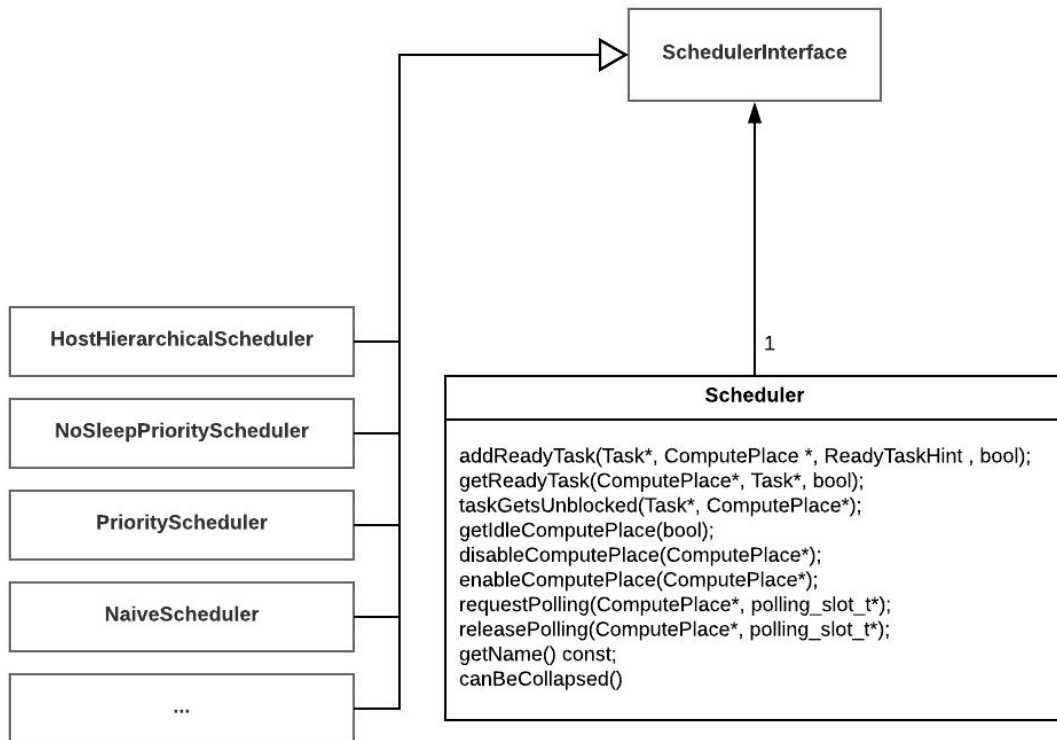 SchedulerInterface
HostHierarchicalScheduler
NoSleepPriorityScheduler
PriorityScheduler
NaiveScheduler
...
1
Scheduler
addReadyTask(Task*, ComputePlace *, ReadyTaskHint , bool);
getReadyTask(ComputePlace*, Task*, bool);
taskGetsUnblocked(Task*, ComputePlace*);
getIdleComputePlace(bool);
disableComputePlace(ComputePlace*);
enableComputePlace(ComputePlace*);
requestPolling(ComputePlace*, polling_slot_t*);
releasePolling(ComputePlace*, polling_slot_t*);
getName() const;
canBeCollapsed()